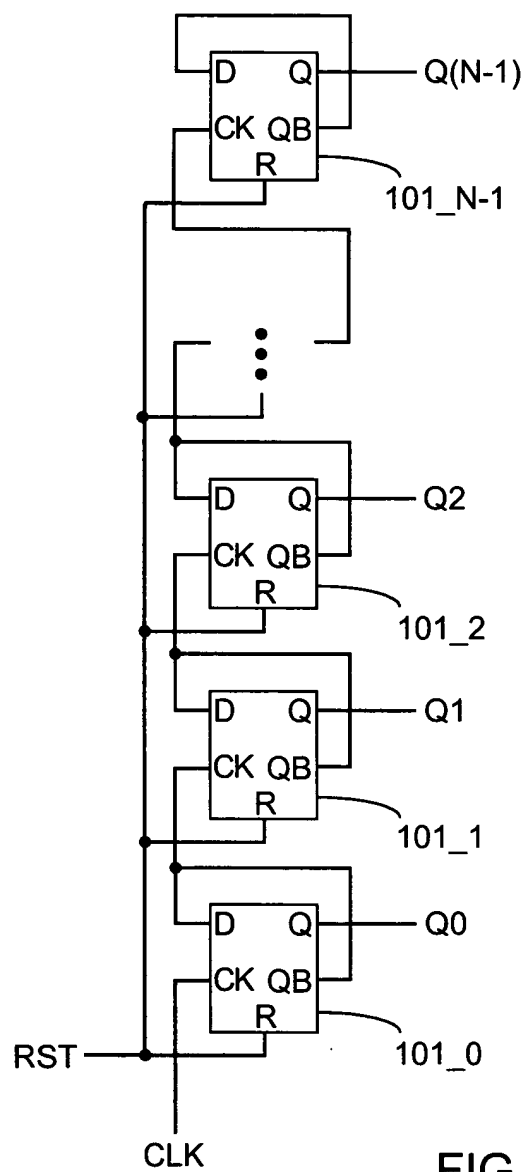 D Q Q(N-1)
CK QB
R
101_N-1
D Q Q2
CK QB
R
101_2
D Q Q1
CK QB
R
101_1
D Q Q0
CK QB
R
101_0
RST
CLK
FIG